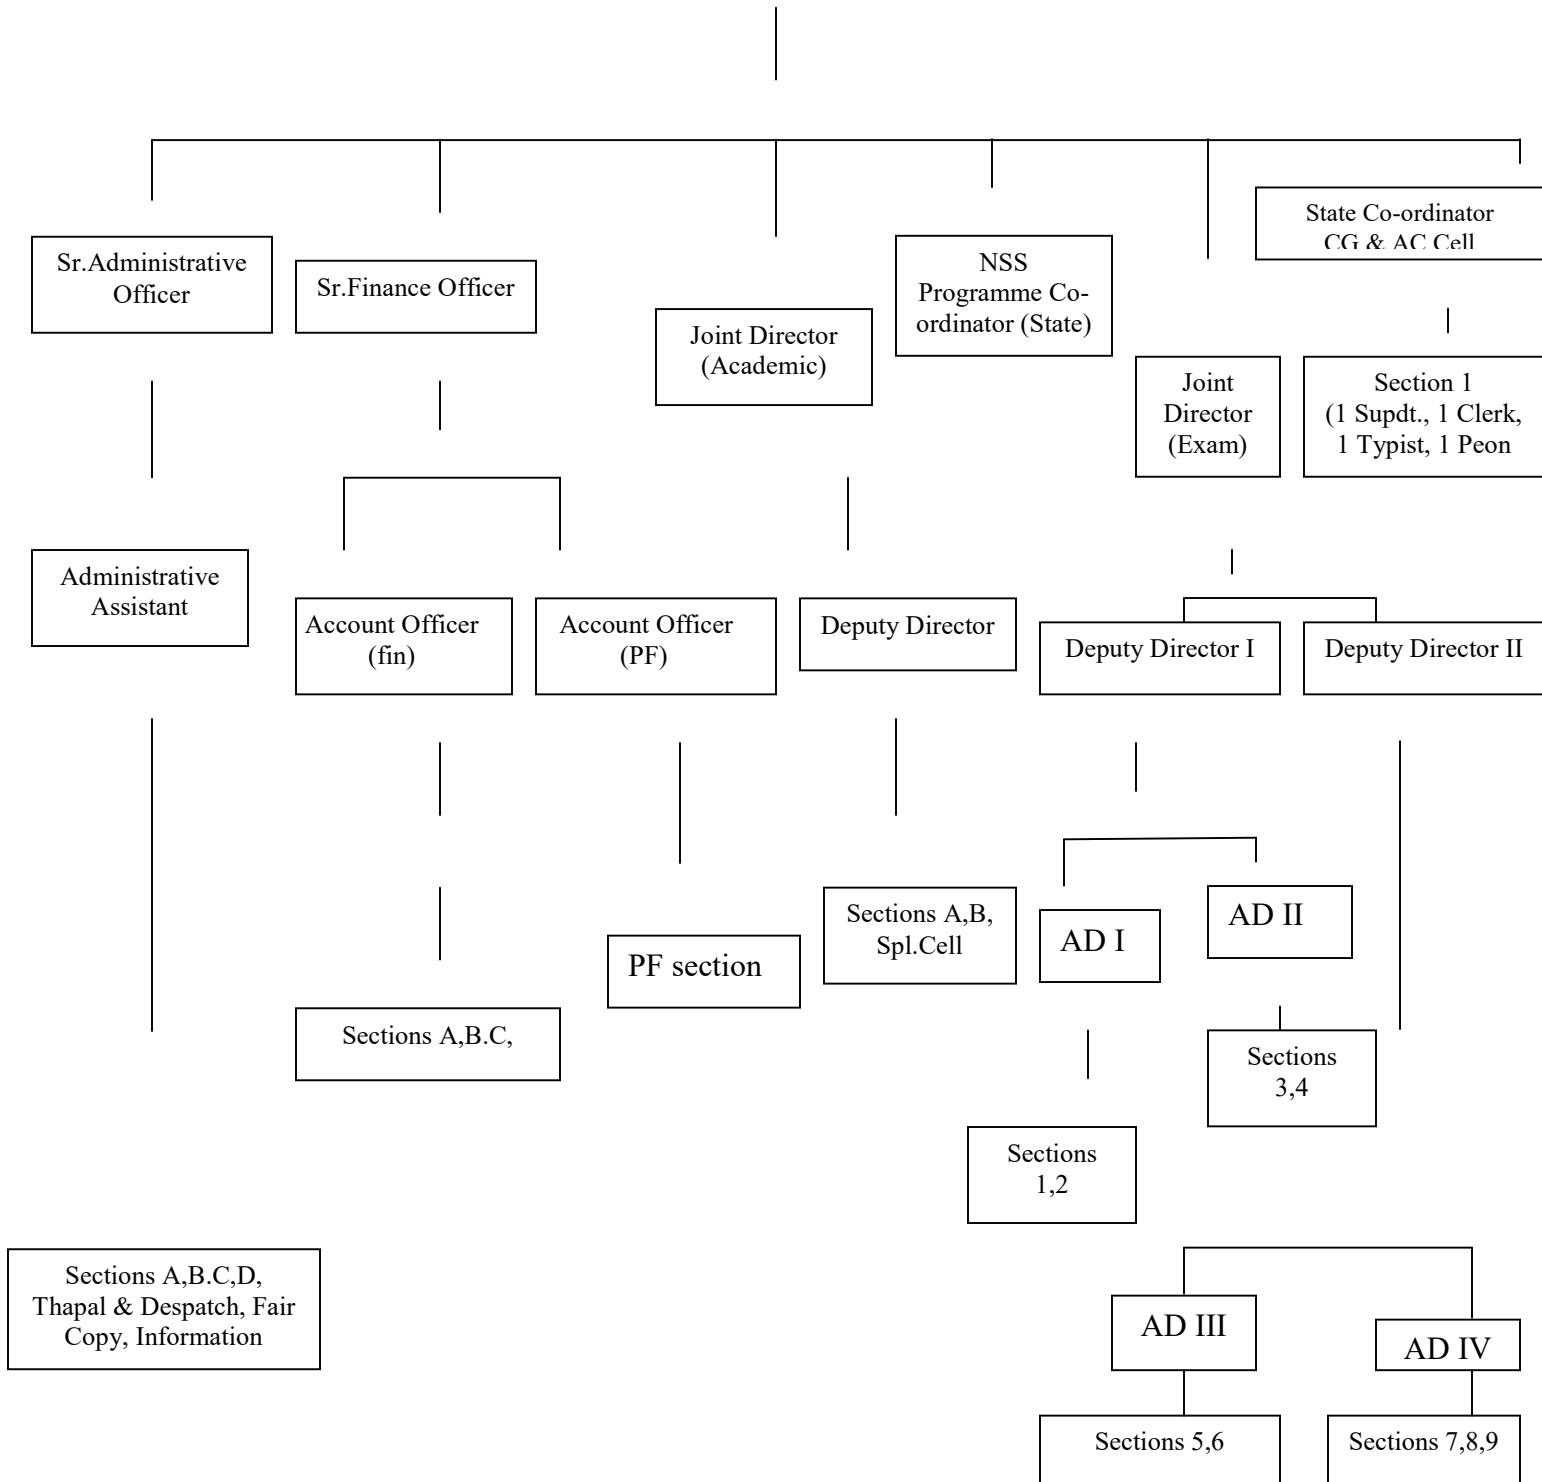 State Co-ordinator
CG & AC Cell
Sr.Administrative
Officer
Sr.Finance Officer
Joint Director
(Academic)
NSS
Programme Co-
ordinator (State)
Joint
Director
(Exam)
Section 1
(1 Supdt., 1 Clerk,
1 Typist, 1 Peon
Administrative
Assistant
Account Officer
(fin)
Account Officer
(PF)
Deputy Director
Deputy Director I
Deputy Director II
Sections A,B,
Spl.Cell
AD I
AD II
PF section
Sections A,B.C,
Sections
3,4
Sections
1,2
Sections A,B.C,D,
Thapal & Despatch, Fair
Copy, Information
AD III
AD IV
Sections 5,6
Sections 7,8,9